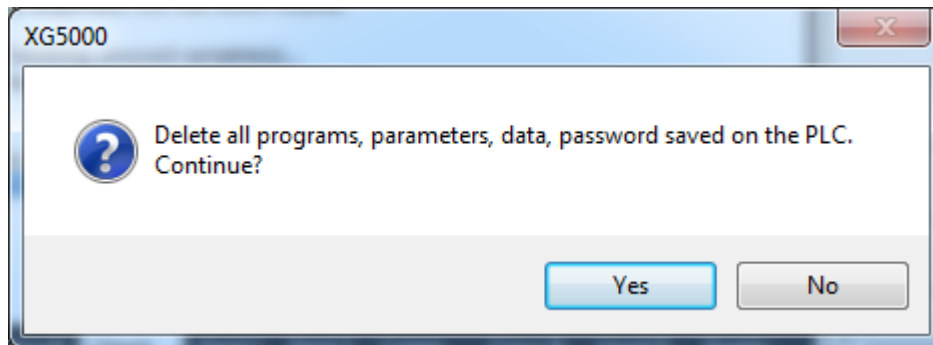 XG5000
Delete all programs, parameters, data, password saved on the PLC.
Continue?
Yes
No